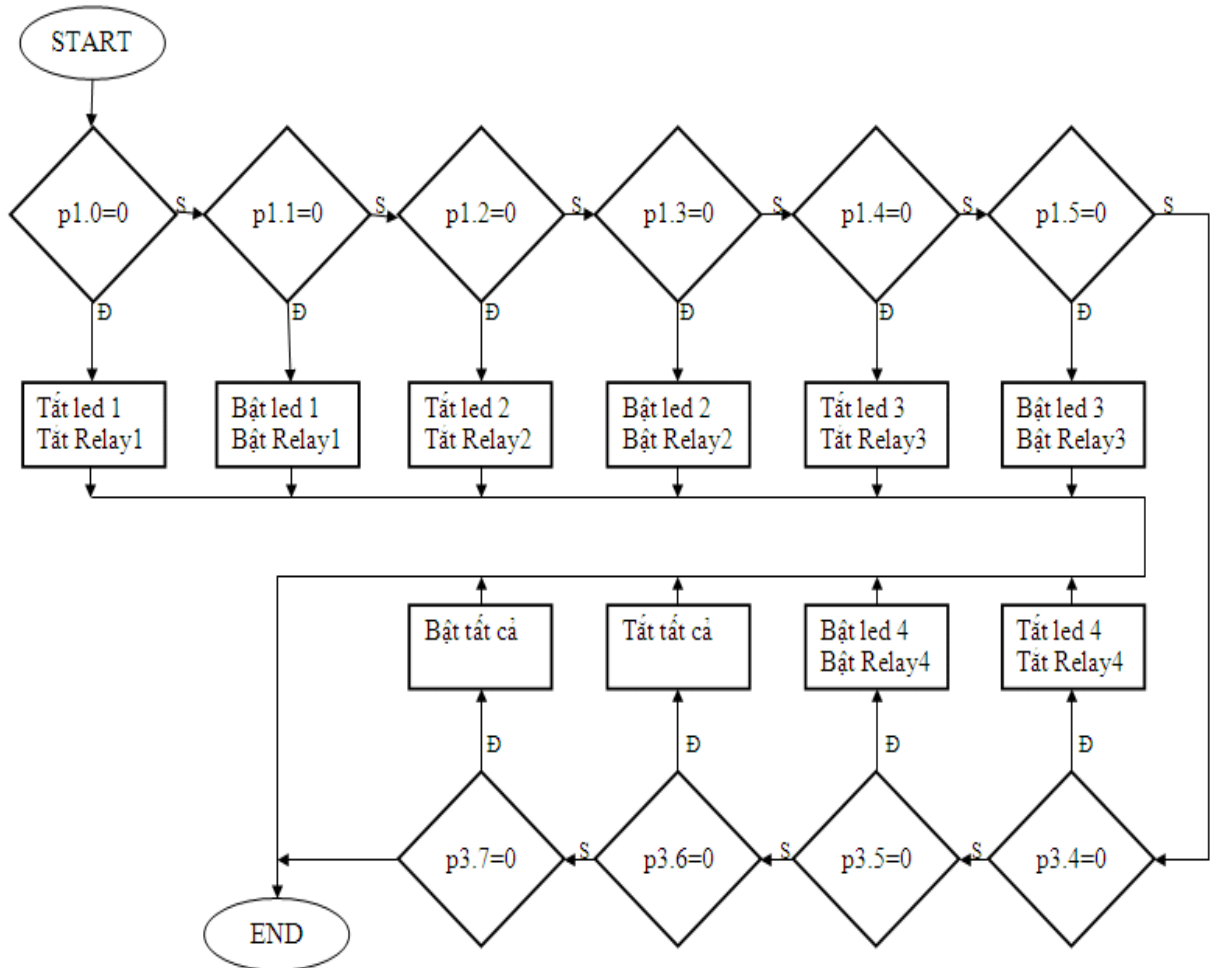 START
p1.0=0
S
p1.1=0
S
p1.2=0
S
p1.3=0
S
p1.4=0
S
p1.5=0
S
Đ
Đ
Đ
Đ
Đ
Đ
Tắt led 1
Tắt Relay1
Bật led 1
Bật Relay1
Tắt led 2
Tắt Relay2
Bật led 2
Bật Relay2
Tắt led 3
Tắt Relay3
Bật led 3
Bật Relay3
Bật tất cả
Tắt tất cả
Bật led 4
Bật Relay4
Tắt led 4
Tắt Relay4
Đ
Đ
Đ
Đ
p3.7=0
S
p3.6=0
S
p3.5=0
S
p3.4=0
END